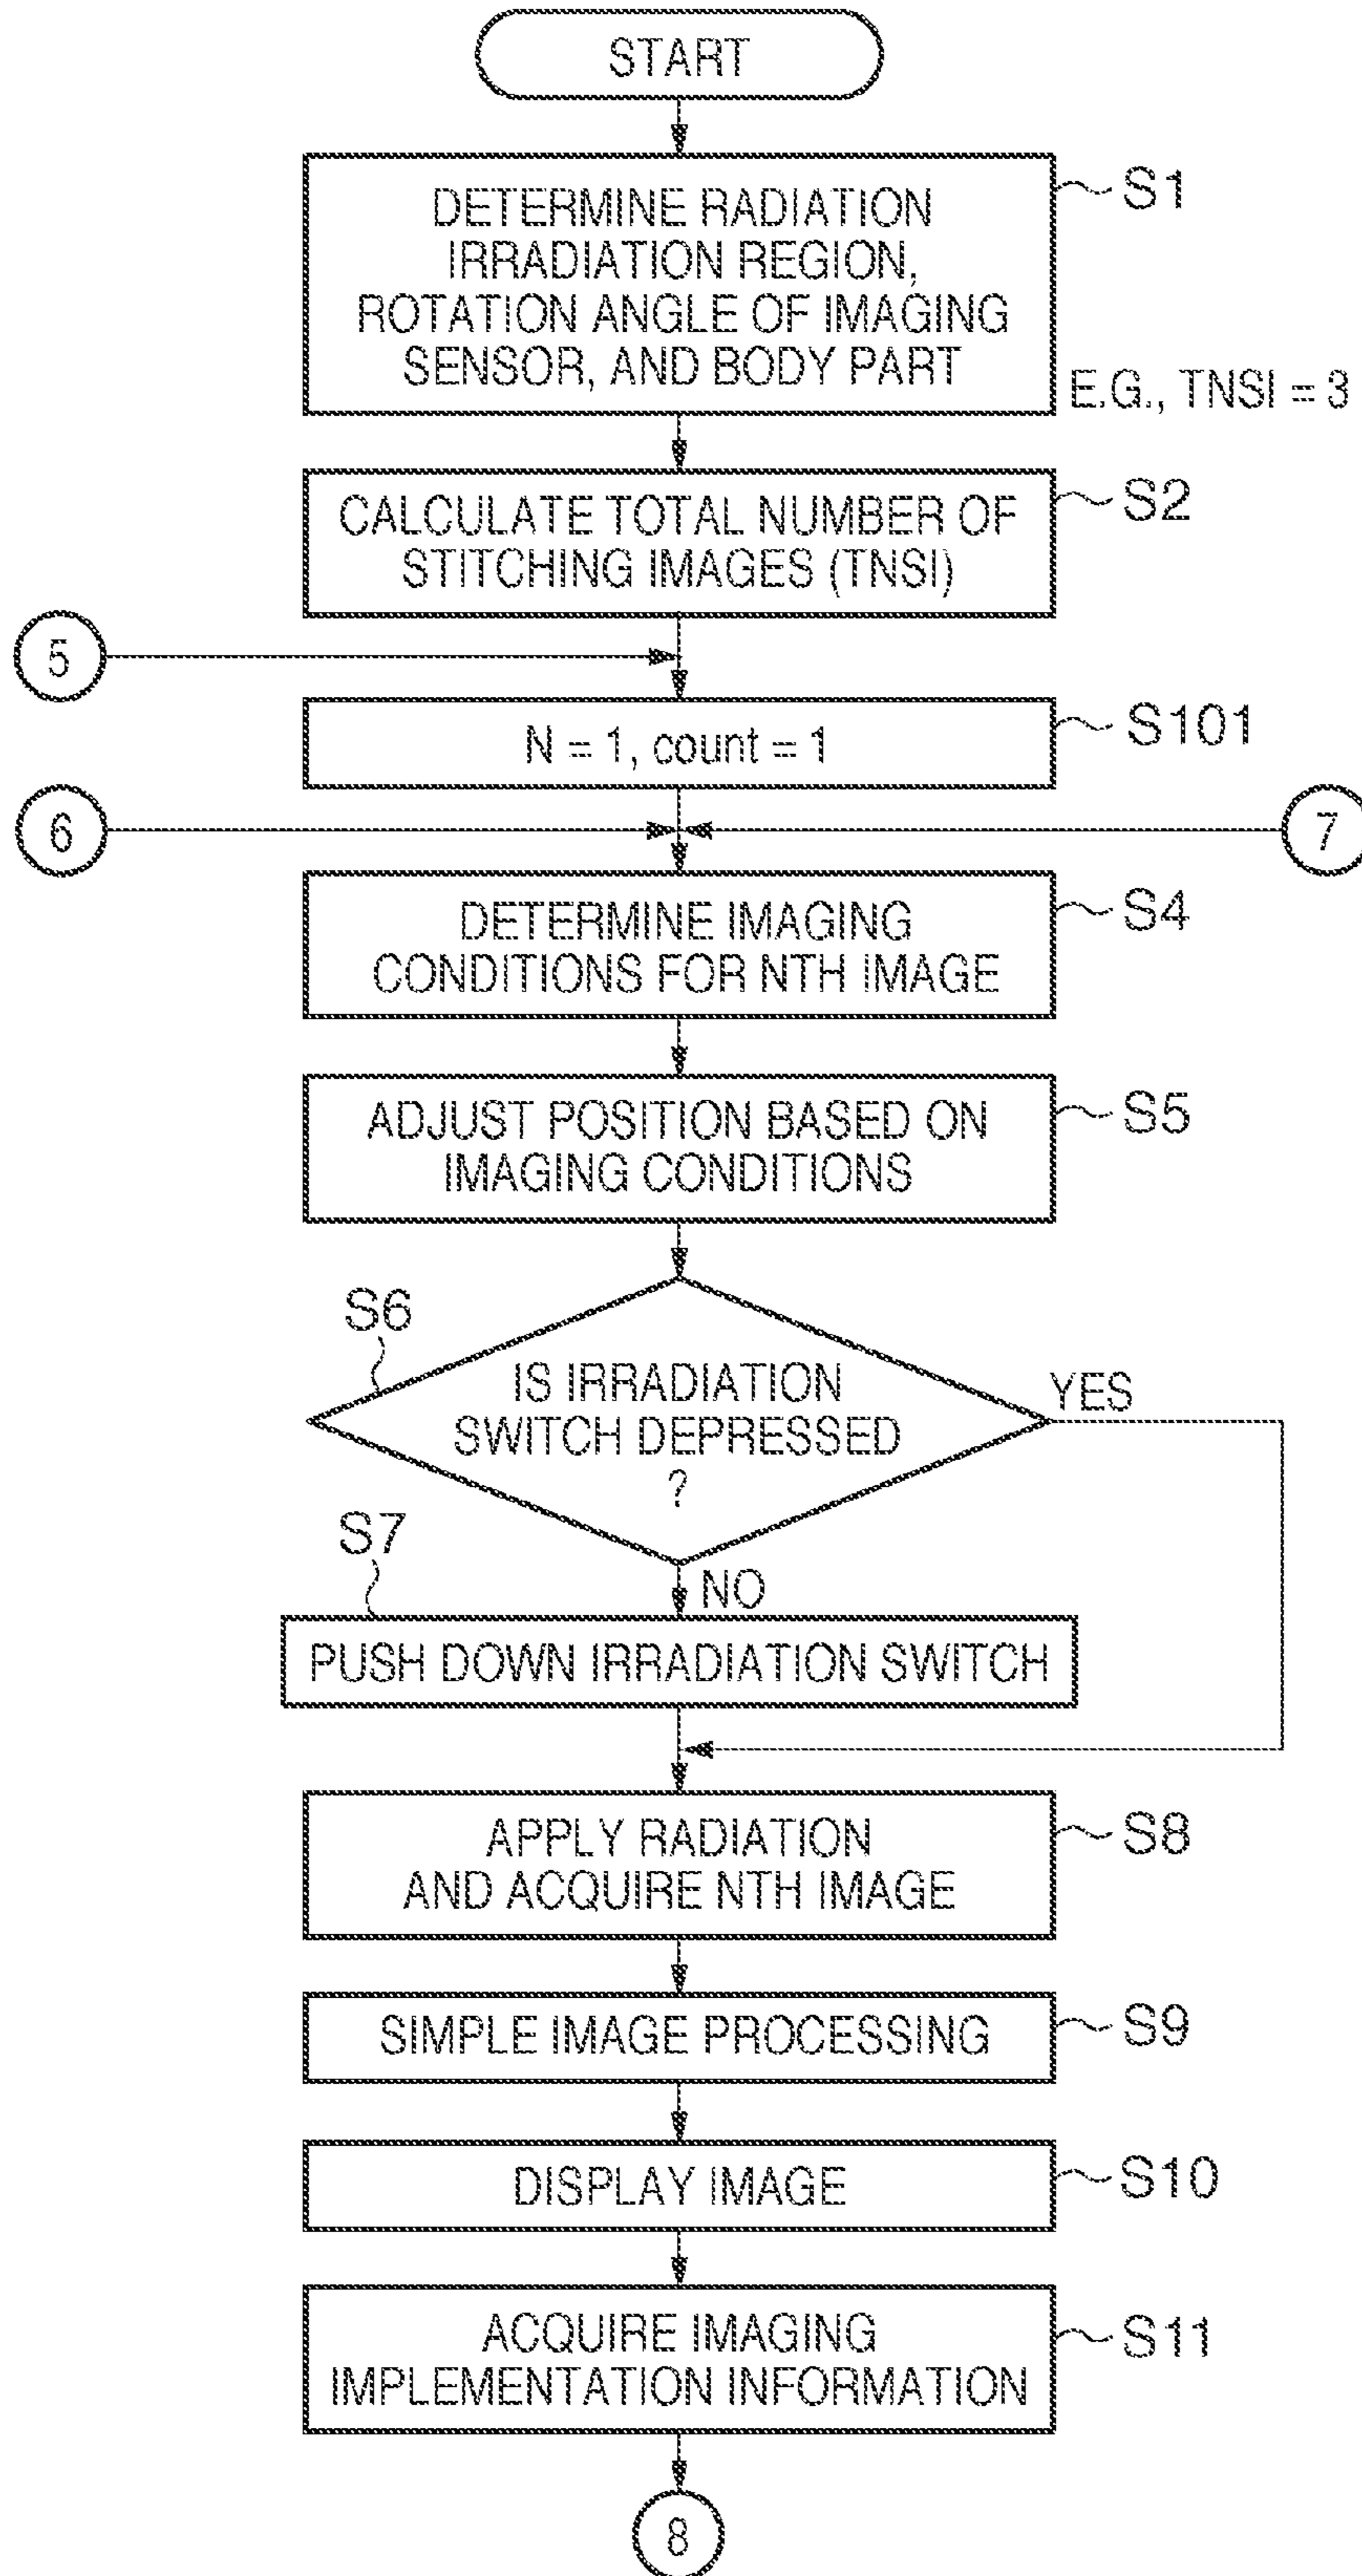 START
DETERMINE RADIATION
IRRADIATION REGION,
ROTATION ANGLE OF IMAGING
SENSOR, AND BODY PART
S1
E.G., TNSI = 3
CALCULATE TOTAL NUMBER OF
STITCHING IMAGES (TNSI)
S2
5
N = 1, count = 1
S101
6
7
DETERMINE IMAGING
CONDITIONS FOR NTH IMAGE
S4
ADJUST POSITION BASED ON
IMAGING CONDITIONS
S5
S6
IS IRRADIATION
SWITCH DEPRESSED
?
YES
S7
NO
PUSH DOWN IRRADIATION SWITCH
APPLY RADIATION
AND ACQUIRE NTH IMAGE
S8
SIMPLE IMAGE PROCESSING
S9
DISPLAY IMAGE
S10
ACQUIRE IMAGING
IMPLEMENTATION INFORMATION
S11
8